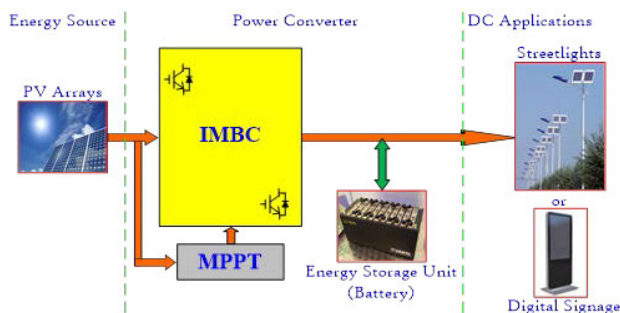 Energy Source
Power Converter
DC Applications
Streetlights
PV Arrays
IMBC
MPPT
Energy Storage Unit
(Battery)
or
Digital Signage